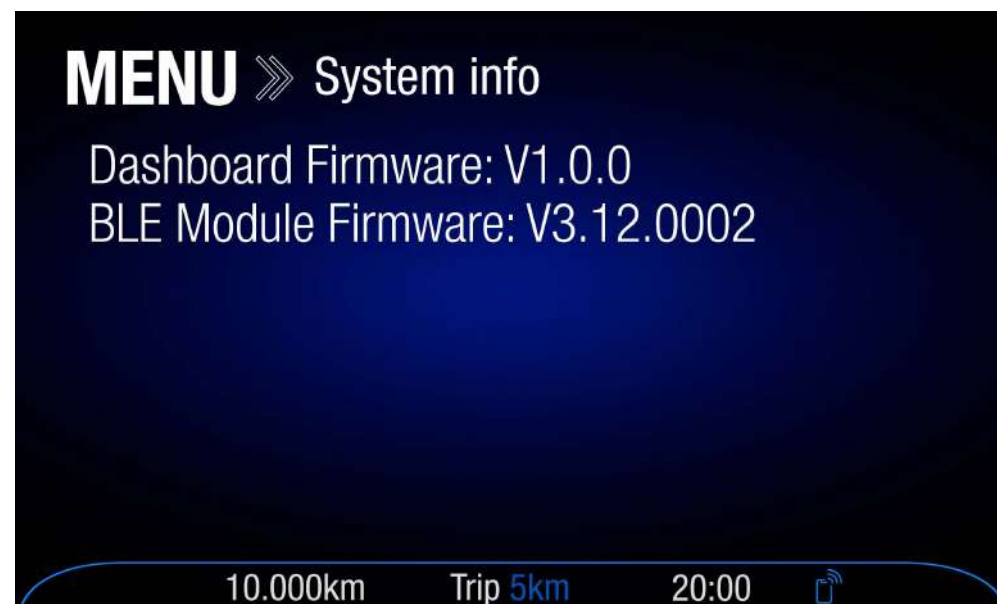 MENU System info
Dashboard Firmware: V1.0.0
BLE Module Firmware: V3.12.0002
10.000km Trip 5km 20:00